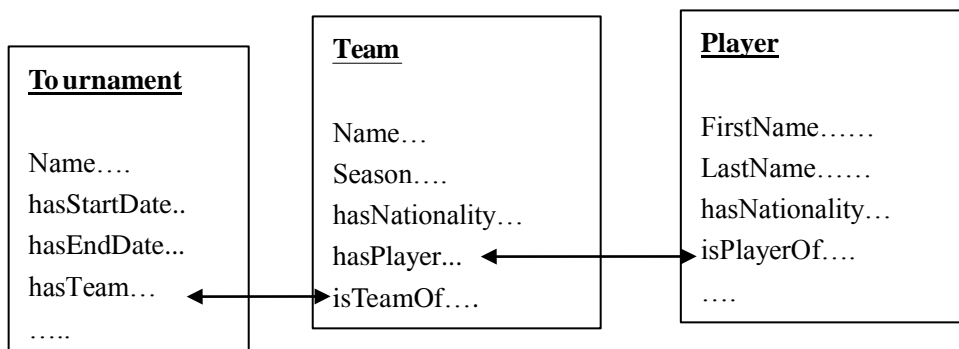 Tournament
Name….
hasStartDate..
hasEndDate...
hasTeam…
…..
Team
Name…
Season….
hasNationality…
hasPlayer...
isTeamOf….
Player
FirstName……
LastName……
hasNationality…
isPlayerOf….
….